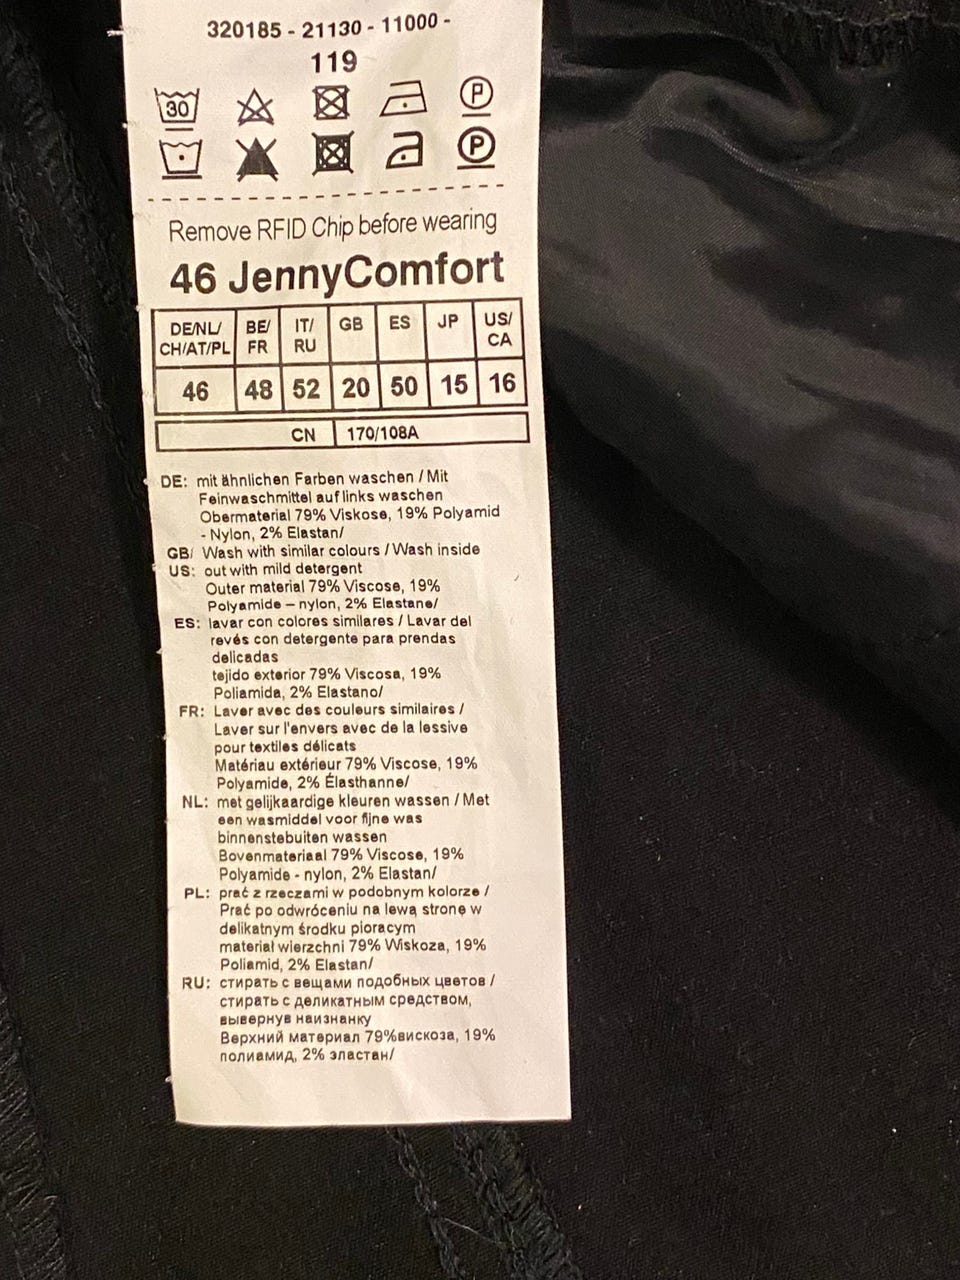 320185 - 21130 - 11000 -
119
30
P
P
Remove RFID Chip before wearing
46 JennyComfort
DE/NL/ BE/ IT/ GB ES JP US/
CH/AT/PL FR RU CA
46 48 52 20 50 15 16
CN 170/108A
DE: mit ähnlichen Farben waschen / Mit
Feinwaschmittel auf links waschen
Obermaterial 79% Viskose, 19% Polyamid
- Nylon, 2% Elastan/
GB/ Wash with similar colours / Wash inside
US: out with mild detergent
Outer material 79% Viscose, 19%
Polyamide – nylon, 2% Elastane/
ES: lavar con colores similares / Lavar del
revés con detergente para prendas
delicadas
tejido exterior 79% Viscosa, 19%
Poliamida, 2% Elastano/
FR: Laver avec des couleurs similaires /
Laver sur l'envers avec de la lessive
pour textiles délicats
Matériau extérieur 79% Viscose, 19%
Polyamide, 2% Élasthanne/
NL: met gelijkaardige kleuren wassen / Met
een wasmiddel voor fijne was
binnenstebuiten wassen
Bovenmateriaal 79% Viscose, 19%
Polyamide - nylon, 2% Elastan/
PL: prać z rzeczami w podobnym kolorze /
Prać po odwróceniu na lewą stronę w
delikatnym środku piorącym
materiał wierzchni 79% Wiskoza, 19%
Poliamid, 2% Elastan/
RU: стирать с вещами подобных цветов /
стирать с деликатным средством,
вывернув наизнанку
Верхний материал 79%вискоза, 19%
полиамид, 2% эластан/